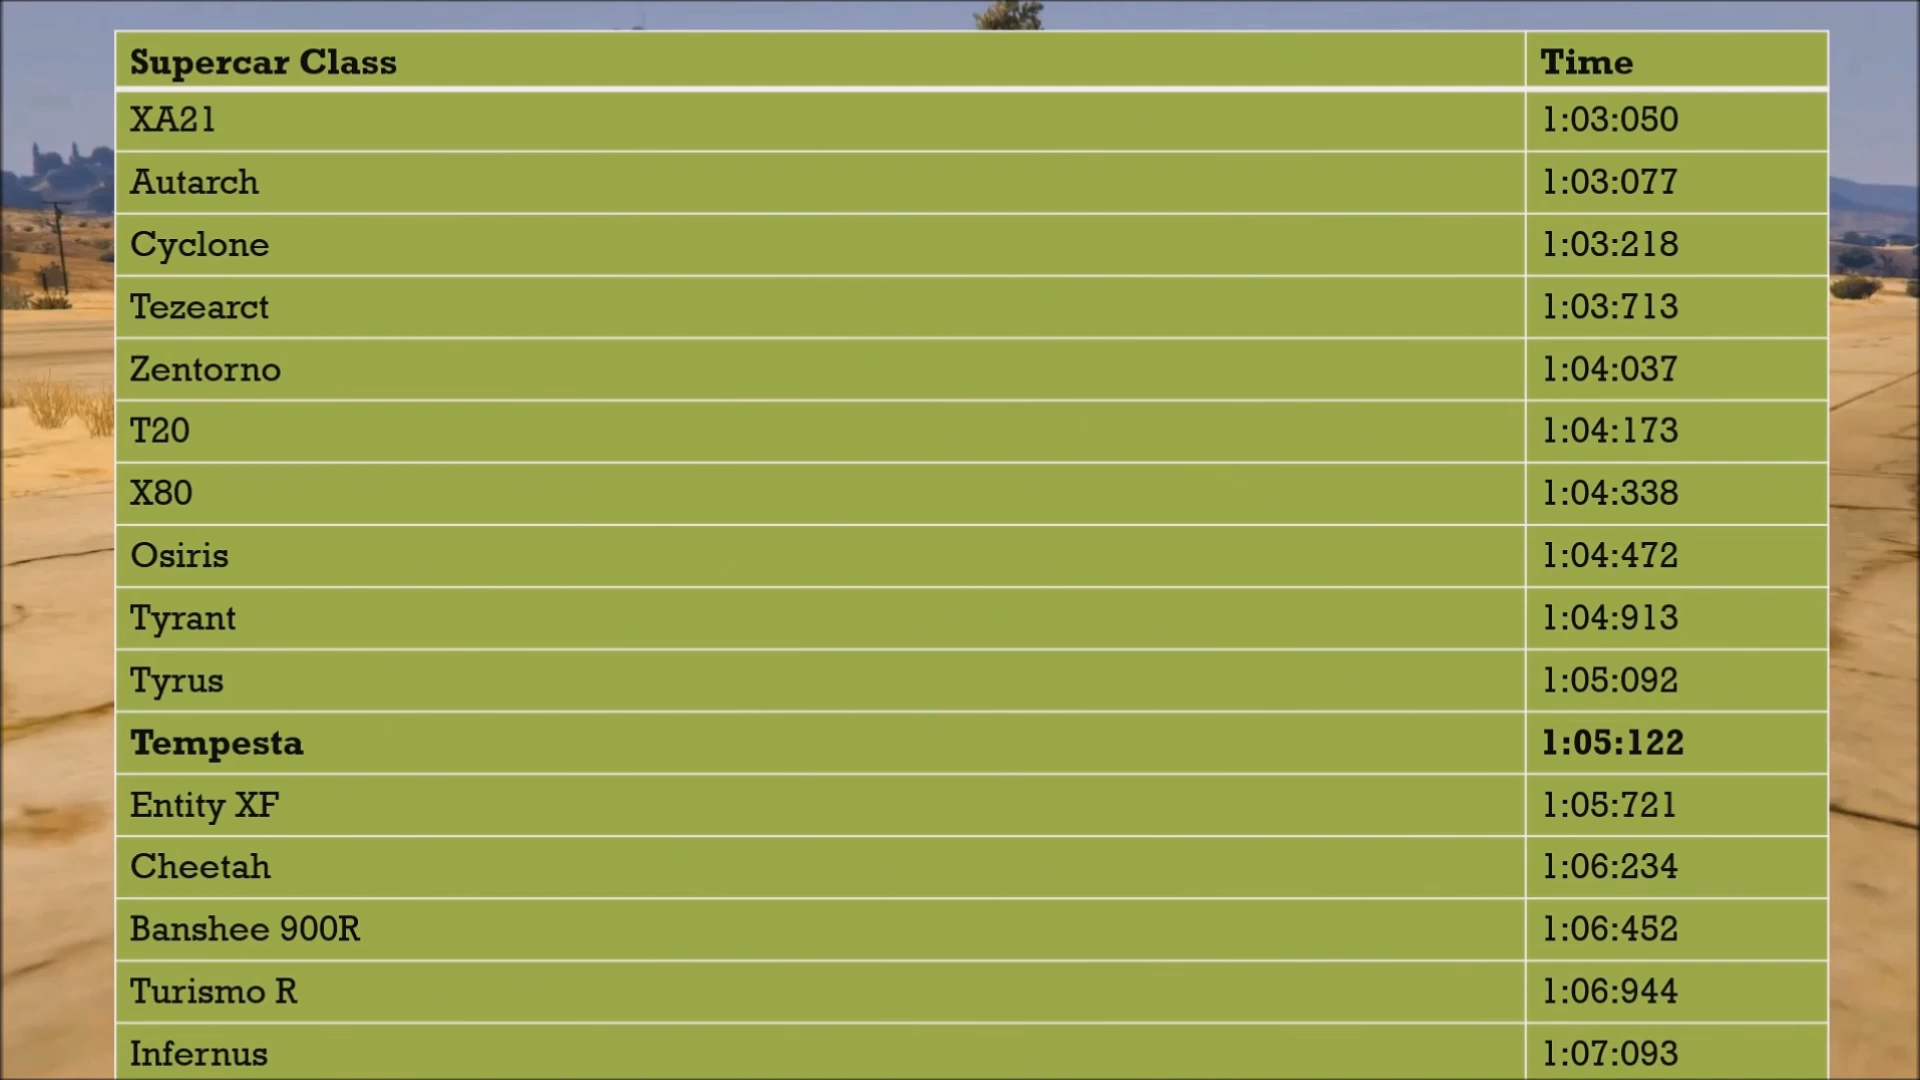 Supercar Class Time
XA21 1:03:050
Autarch 1:03:077
Cyclone 1:03:218
Tezearct 1:03:713
Zentorno 1:04:037
T20 1:04:173
X80 1:04:338
Osiris 1:04:472
Tyrant 1:04:913
Tyrus 1:05:092
Tempesta 1:05:122
Entity XF 1:05:721
Cheetah 1:06:234
Banshee 900R 1:06:452
Turismo R 1:06:944
Infernus 1:07:093